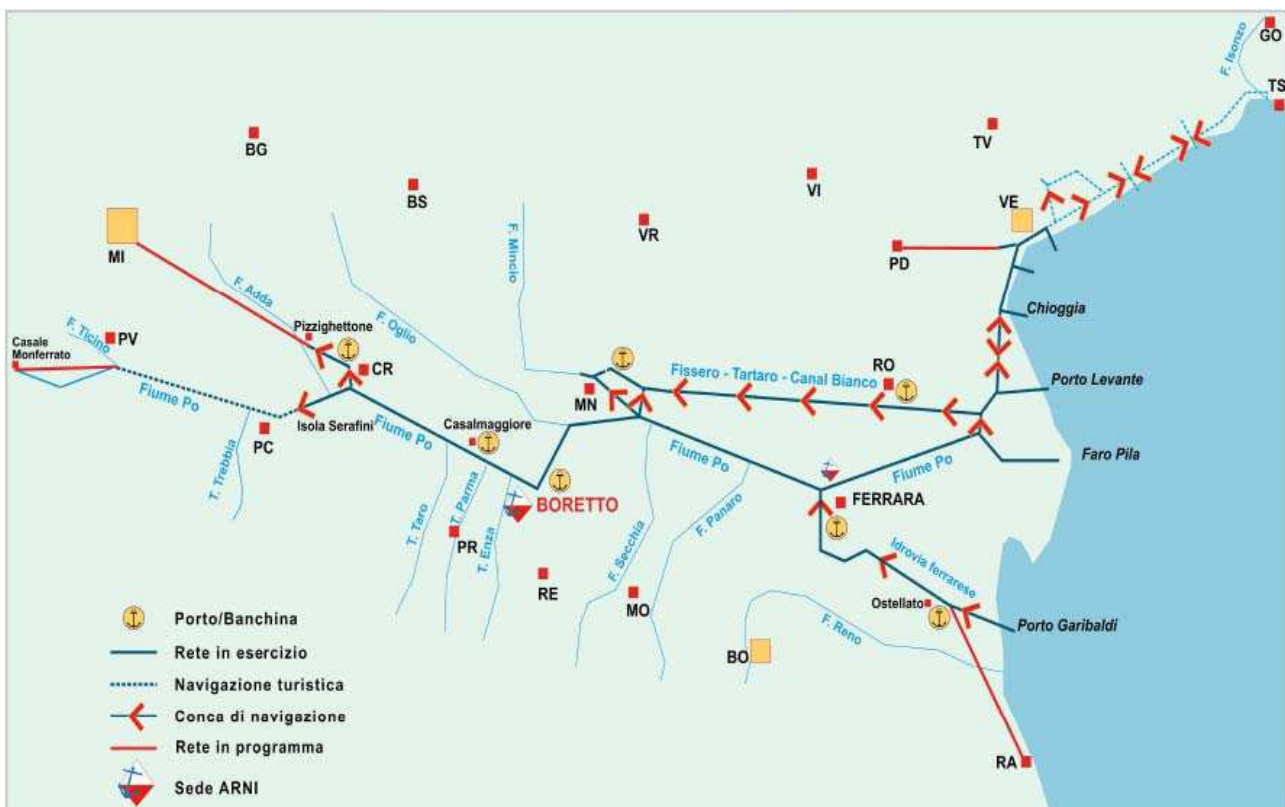 GO
F. Isonzo
TS
BG
TV
BS
VI
VE
VR
MI
F. Mincio
PD
F. Adda
Chioggia
F. Oglio
Pizzighettone
F. Ticino
PV
Casale
Monferrato
CR
Fissero - Tartaro - Canal Bianco
RO
Porto Levante
MN
Fiume Po
Isola Serafini
PC
Fiume Po
Casalmaggiore
Fiume Po
Fiume Po
Faro Pila
T. Trebbia
BORETTO
FERRARA
T. Taro
T. Parma
T. Enza
PR
F. Secchia
F. Panaro
Idrovia ferrarese
RE
MO
Ostellato
Porto Garibaldi
F. Reno
BO
RA
Porto/Banchina
Rete in esercizio
Navigazione turistica
Conca di navigazione
Rete in programma
Sede ARNI